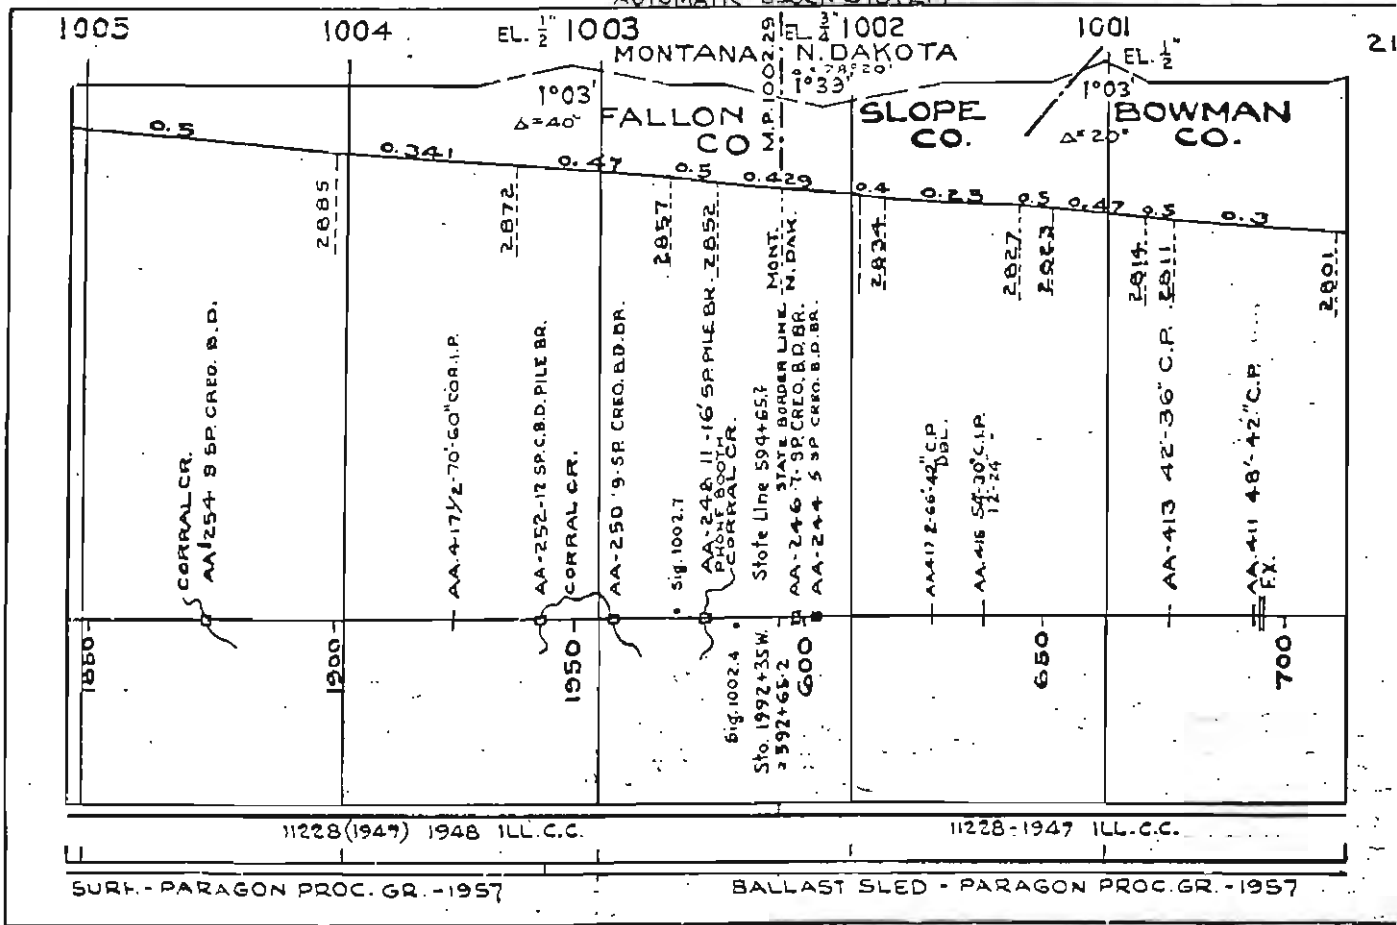 AUTOMATIC BLOCK SYSTEM
1005 1004 EL. ½" 1003 EL. ¾" 1002 1001 EL. ½" 21
MONTANA N. DAKOTA
M.P. 1002.29
1°03' 1°33' 1°03'
Δ=40° Δ=20°
FALLON CO
SLOPE CO.
BOWMAN CO.
0.5 0.341 0.47 0.5 0.429 0.4 0.25 0.5 0.47 0.5 0.3
2885
2872
2857
2852
MONT.
N. DAK.
2834
2827
2823
2814
2811
2801
CORRAL CR.
AA-254 9 SP. CREO. B.D.
AA.4-17½-70'-60" COR.I.P.
AA-252-17 SP. C.B.D. PILE BR.
CORRAL CR.
AA-250 '9-SP. CREO. B.D. BR.
Sig. 1002.7
AA-248 11-16' SP. PILE BR.
PHONE BOOTH
CORRAL CR.
State Line 594+65.7
STATE BORDER LINE
AA-246 7-SP. CREO. B.D. BR.
AA-244 5 SP CREO. B.D. BR.
AA417 2-66'-42" C.P.
DBL.
AA.416 54'-30" C.I.P.
12'-24"
AA-413 42'-36" C.P.
AA.411 48'-42" C.P.
F.X.
1880 1900 1950 600 650 700
Sig. 1002.4
Sta. 1992+35 W.
= 592+65.2
11228 (1947) 1948 ILL. C.C. 11228-1947 ILL. C.C.
SURF.-PARAGON PROC. GR.-1957 BALLAST SLED - PARAGON PROC. GR.-1957